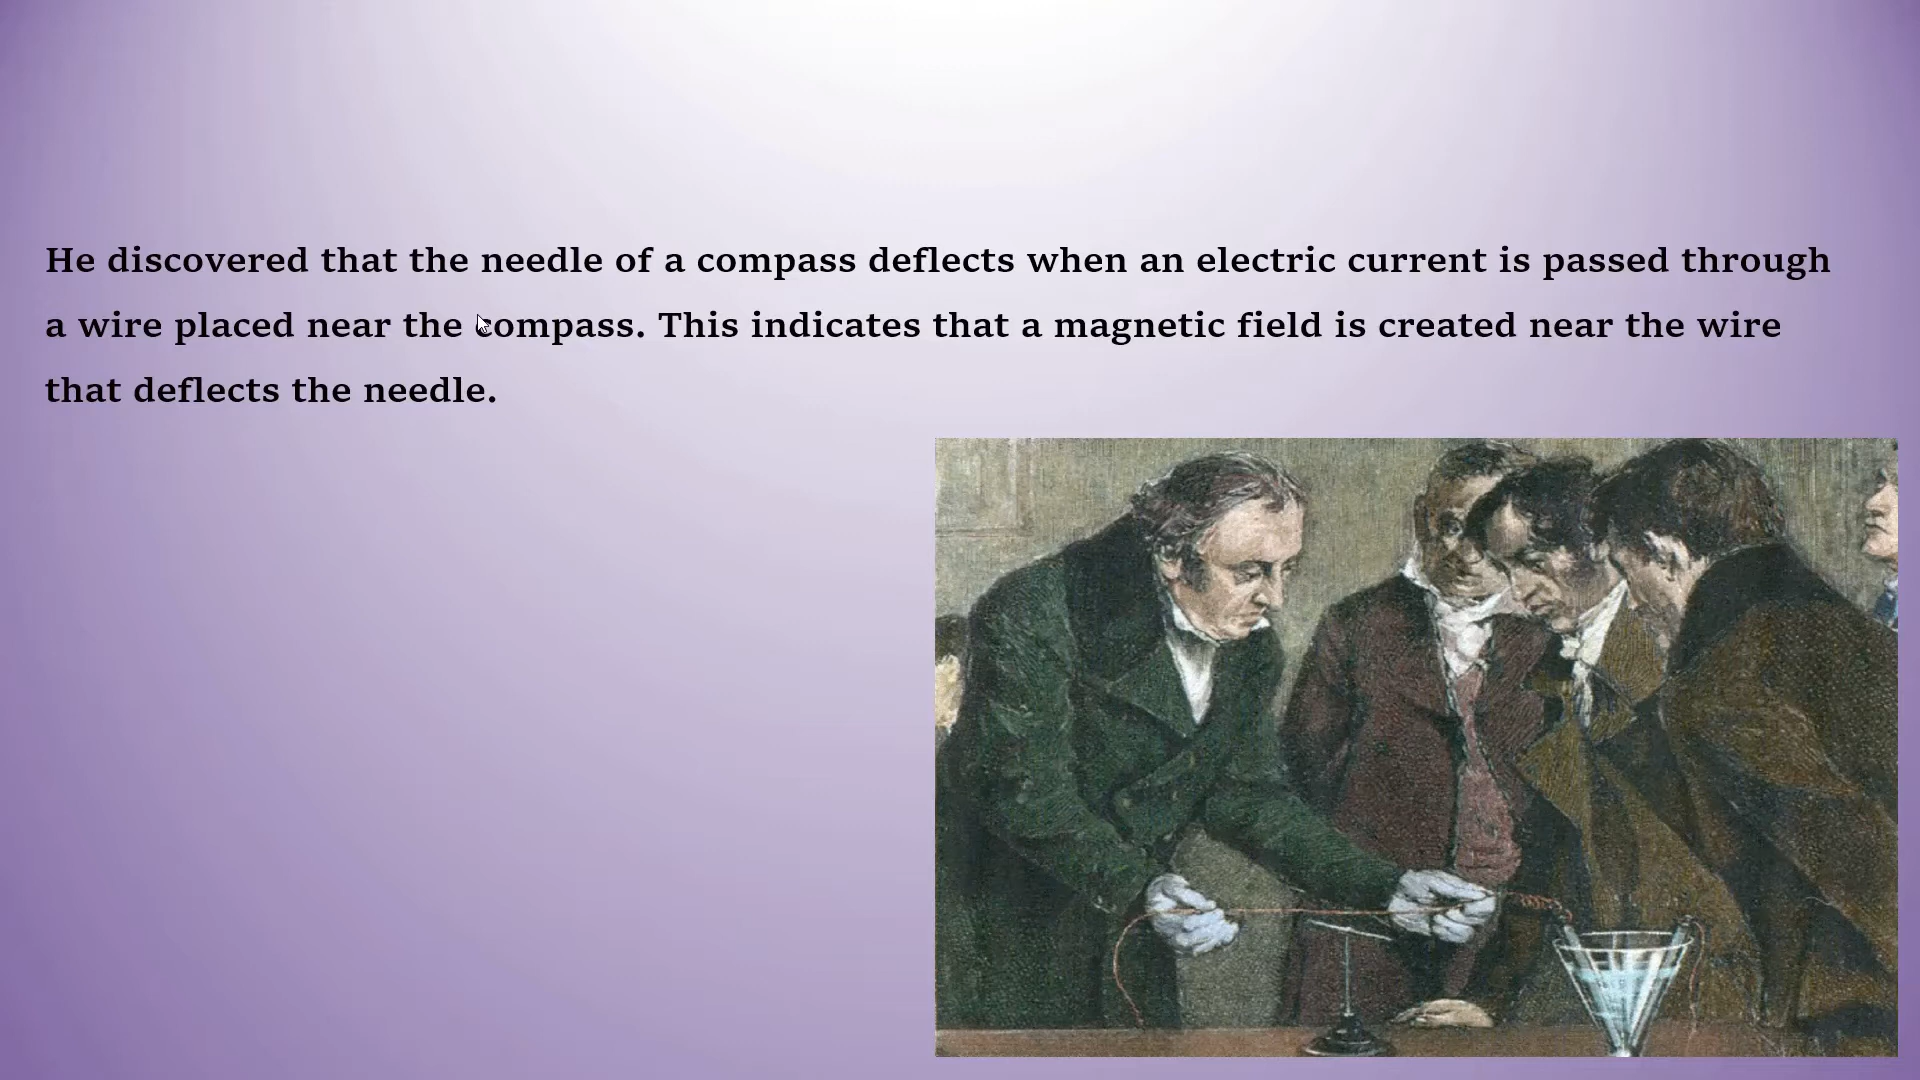 He discovered that the needle of a compass deflects when an electric current is passed through
a wire placed near the compass. This indicates that a magnetic field is created near the wire
that deflects the needle.